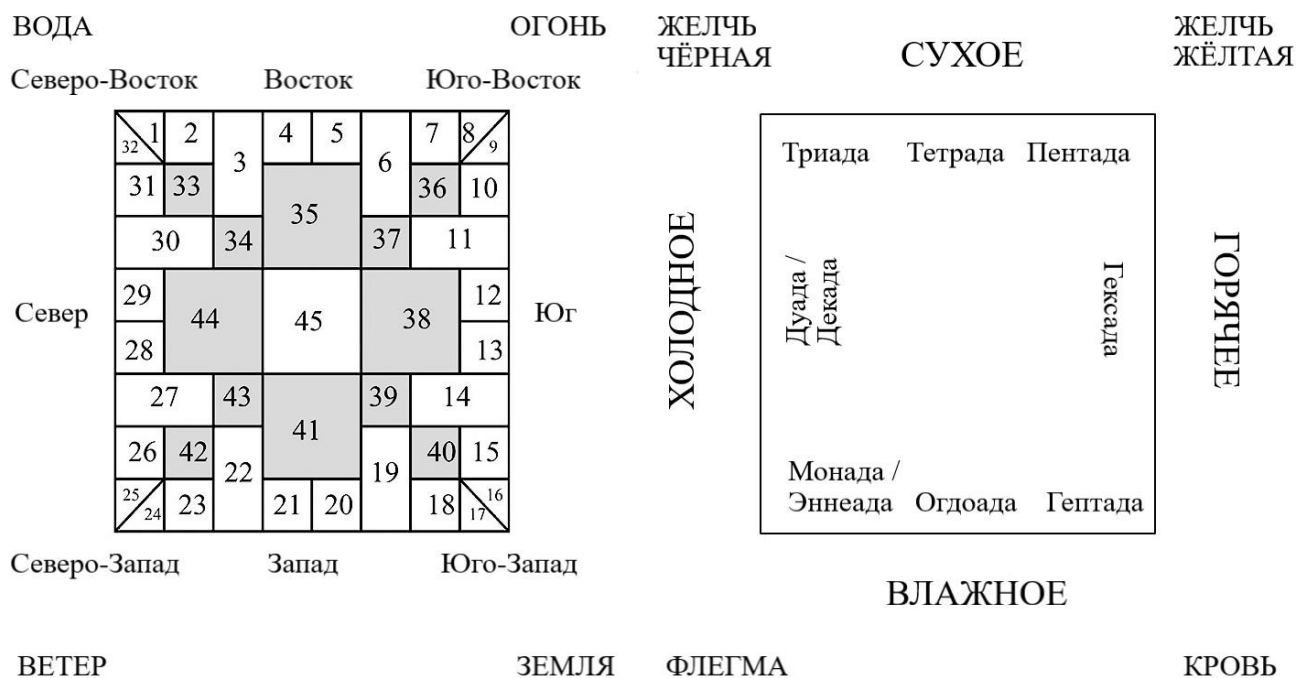 ВОДА ОГОНЬ
Северо-Восток Восток Юго-Восток
32 1 2 3 4 5 6 7 8 9
31 33 35 36 10
30 34 37 11
Север 29 44 45 38 12 Юг
28 13
27 43 41 39 14
26 42 22 19 40 15
25 24 23 21 20 18 17 16
Северо-Запад Запад Юго-Запад
ВЕТЕР ЗЕМЛЯ
ЖЕЛЧЬ
ЧЁРНАЯ
СУХОЕ
ЖЕЛЧЬ
ЖЁЛТАЯ
Триада Тетрада Пентада
ХОЛОДНОЕ
Дуада /
Декада
Гексада
ГОРЯЧЕЕ
Монада /
Эннеада Огдоада Гептада
ВЛАЖНОЕ
ФЛЕГМА КРОВЬ